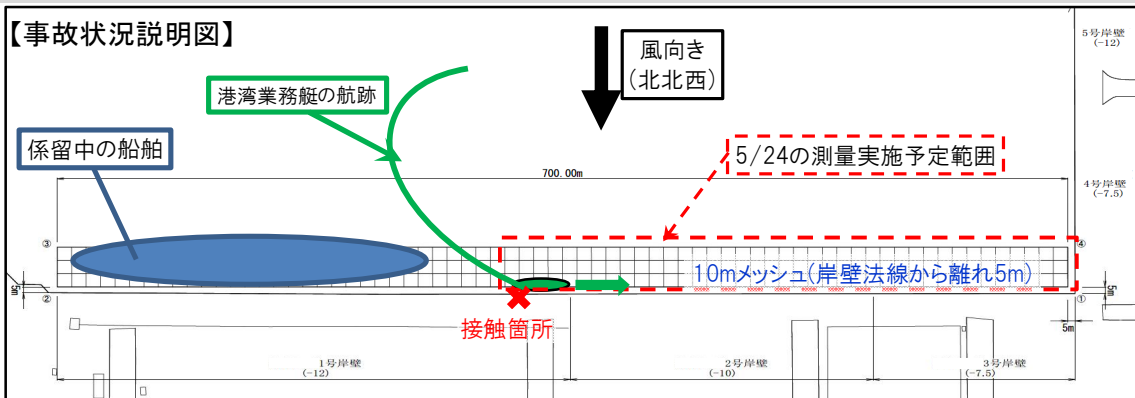 【事故状況説明図】
風向き
(北北西)
5号岸壁
(-12)
港湾業務艇の航跡
係留中の船舶
5/24の測量実施予定範囲
700.00m
4号岸壁
(-7.5)
③
④
10mメッシュ(岸壁法線から離れ5m)
5m
②
①
5m
5m
接触箇所
1号岸壁
(-12)
2号岸壁
(-10)
3号岸壁
(-7.5)